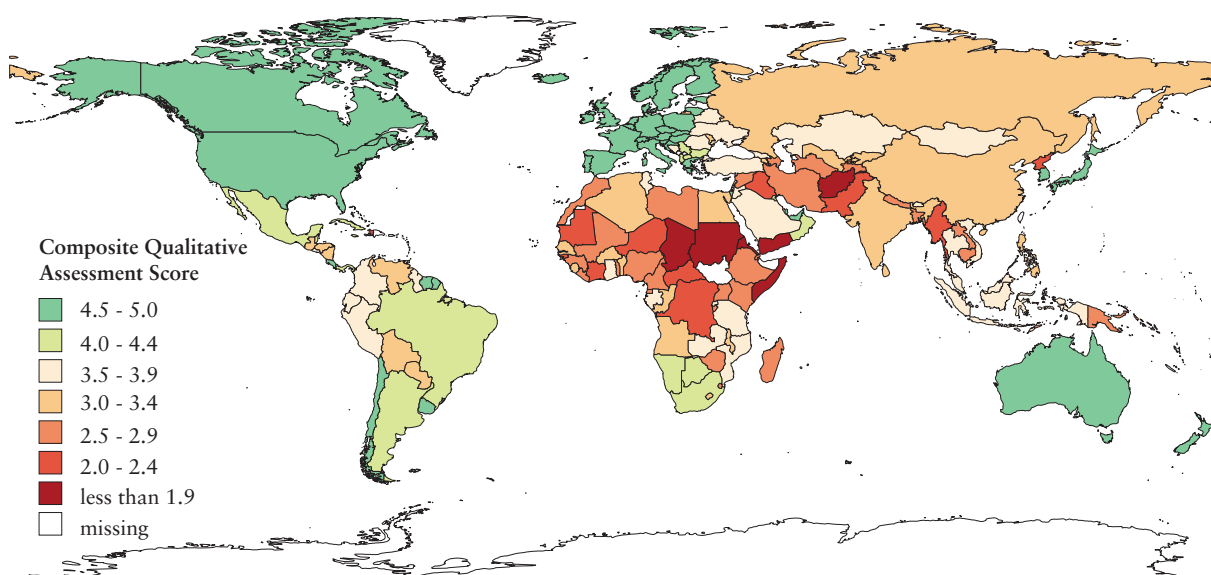 Composite Qualitative
Assessment Score
4.5 - 5.0
4.0 - 4.4
3.5 - 3.9
3.0 - 3.4
2.5 - 2.9
2.0 - 2.4
less than 1.9
missing